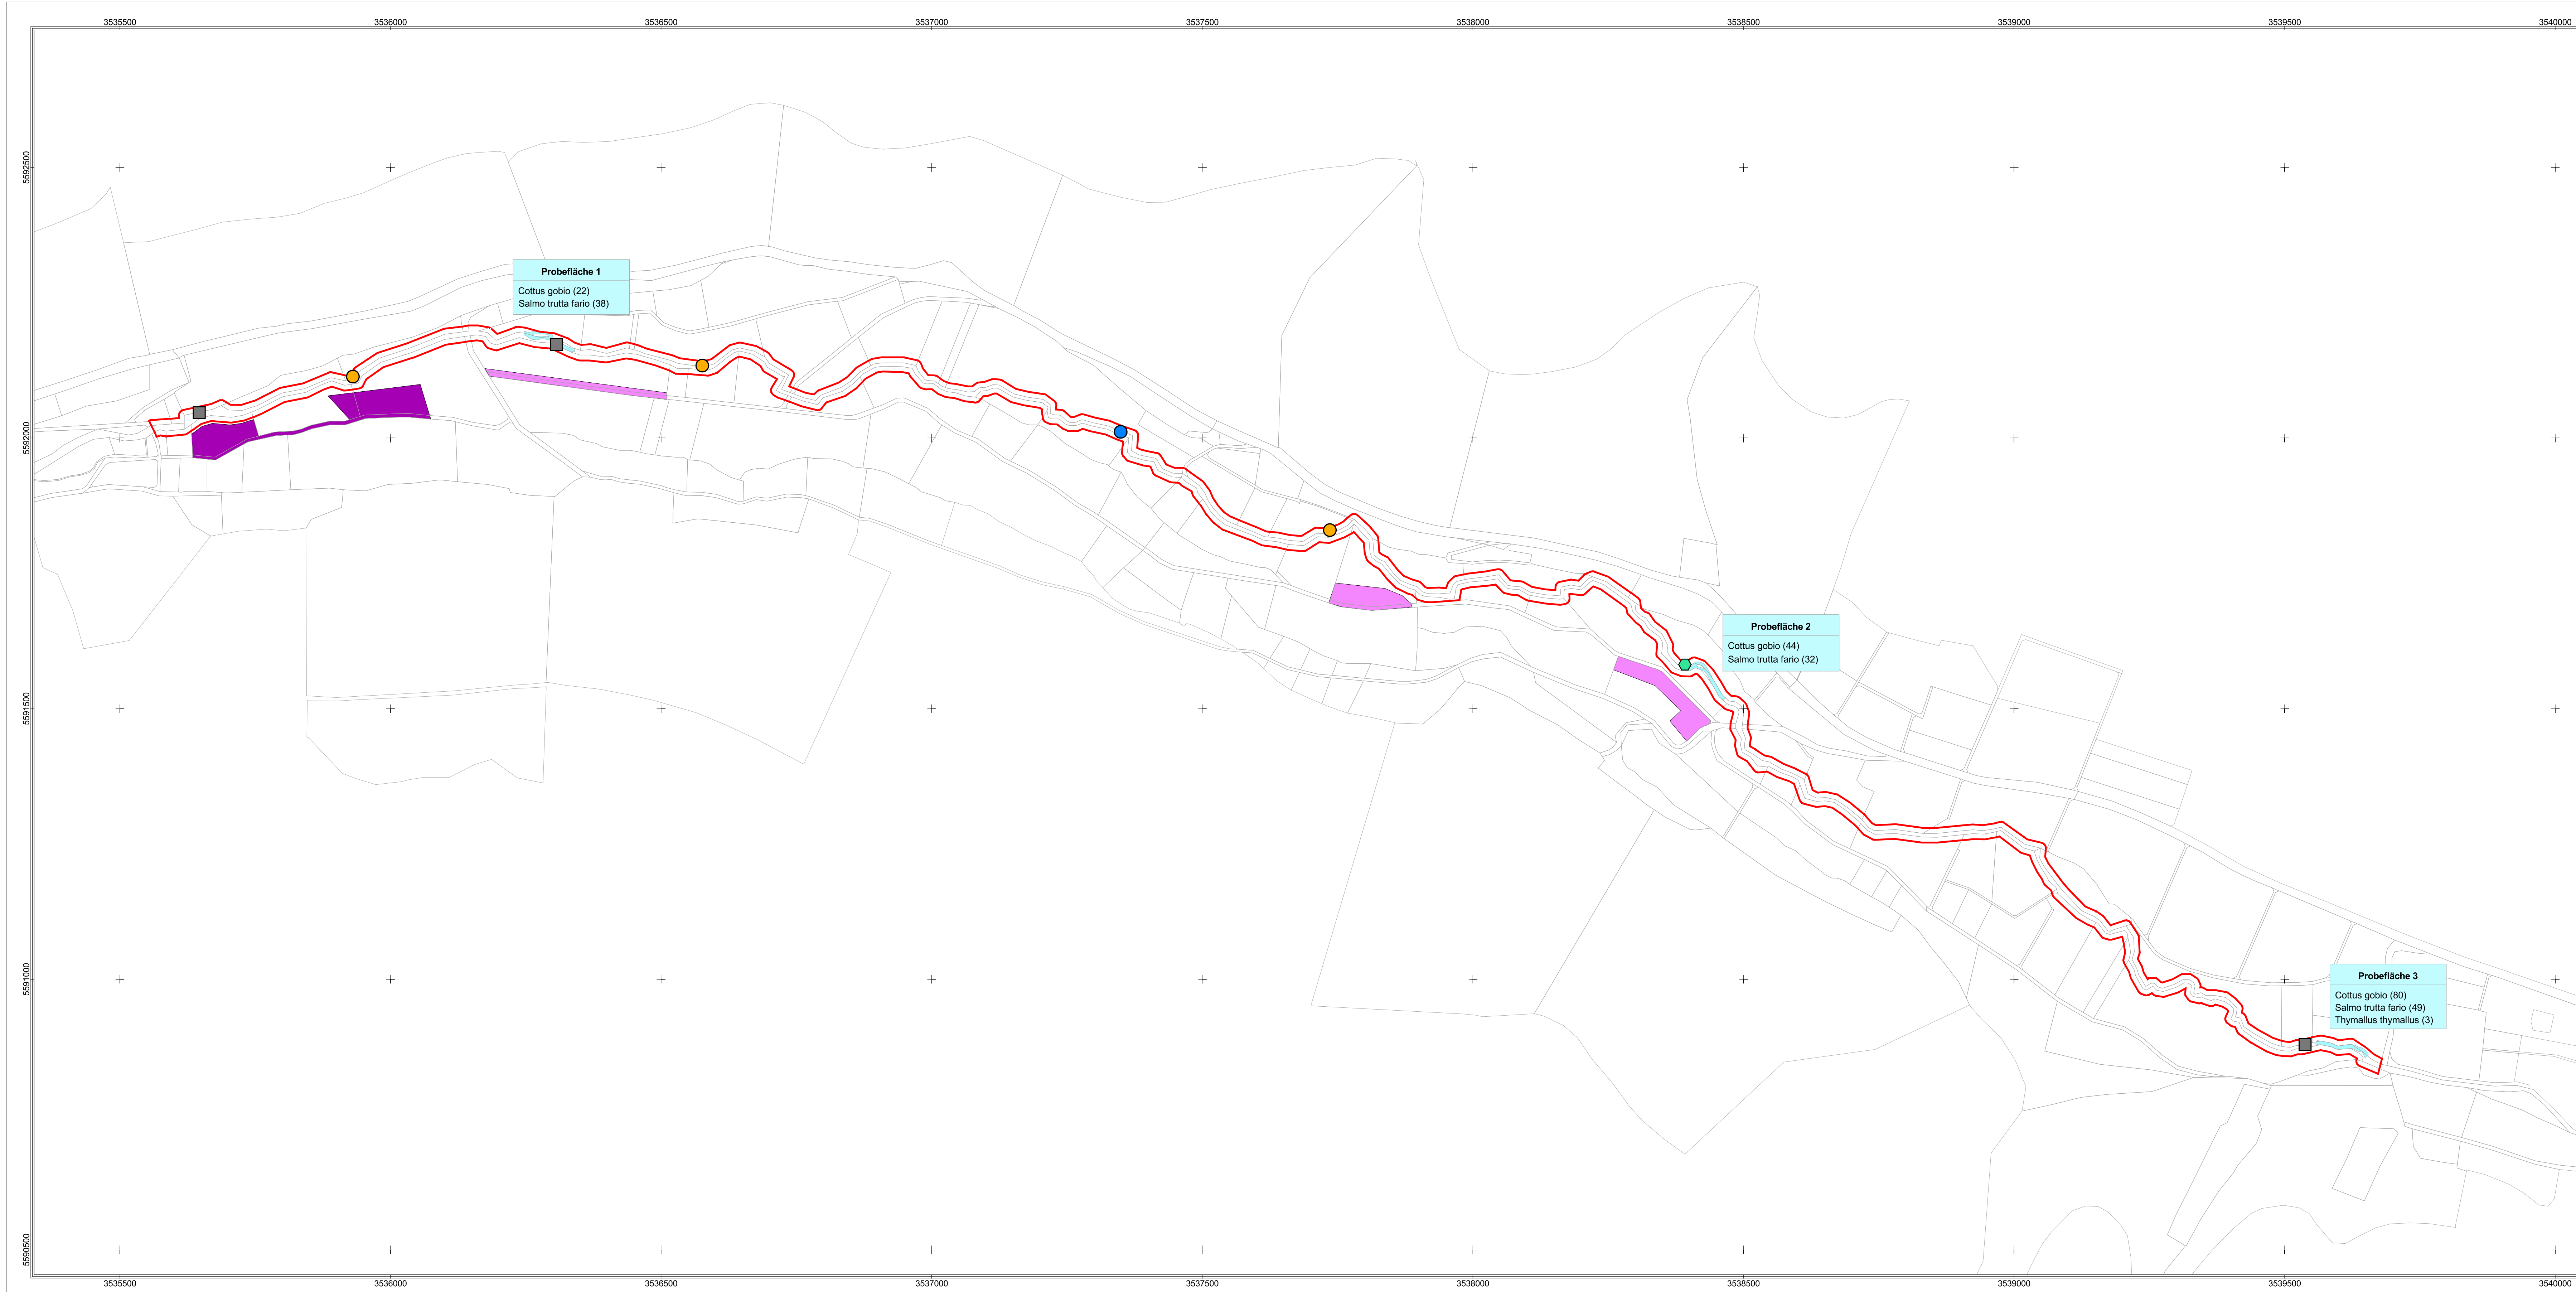 3535500 3536000 3536500 3537000 3537500 3538000 3538500 3539000 3539500 3540000
5592500
Probefläche 1
Cottus gobio (22)
Salmo trutta fario (38)
5592000
Probefläche 2
Cottus gobio (44)
Salmo trutta fario (32)
5591500
Probefläche 3
Cottus gobio (80)
Salmo trutta fario (49)
Thymallus thymallus (3)
5591000
5590500
3535500 3536000 3536500 3537000 3537500 3538000 3538500 3539000 3539500 3540000